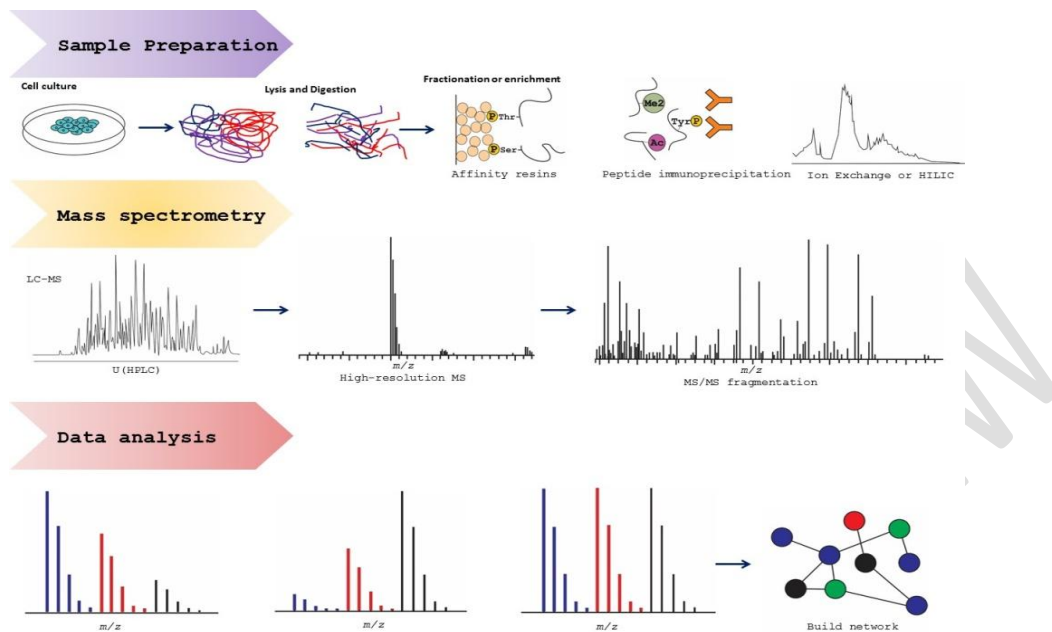 Sample Preparation
Cell culture
Lysis and Digestion
Fractionation or enrichment
P Thr
P Ser
Affinity resins
Me2
Tyr P
Ac
Peptide immunoprecipitation
Ion Exchange or HILIC
Mass spectrometry
LC-MS
U(HPLC)
m/z
High-resolution MS
m/z
MS/MS fragmentation
Data analysis
m/z
m/z
m/z
Build network
W